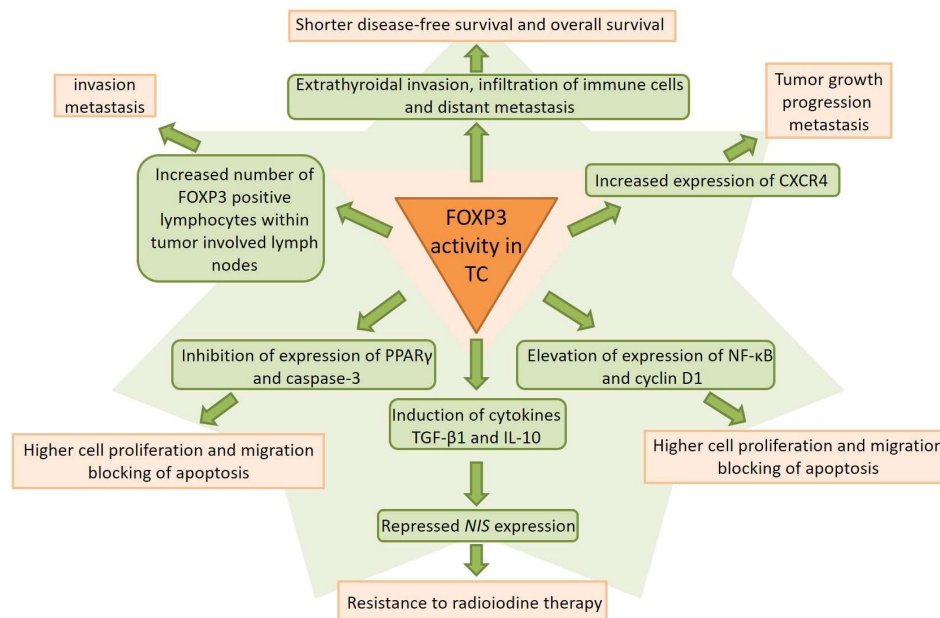 Shorter disease-free survival and overall survival
Extrathyroidal invasion, infiltration of immune cells
and distant metastasis
invasion
metastasis
Tumor growth
progression
metastasis
Increased number of
FOXP3 positive
lymphocytes within
tumor involved lymph
nodes
Increased expression of CXCR4
FOXP3
activity in
TC
Inhibition of expression of PPARγ
and caspase-3
Elevation of expression of NF-κB
and cyclin D1
Induction of cytokines
TGF-β1 and IL-10
Higher cell proliferation and migration
blocking of apoptosis
Higher cell proliferation and migration
blocking of apoptosis
Repressed NIS expression
Resistance to radioiodine therapy